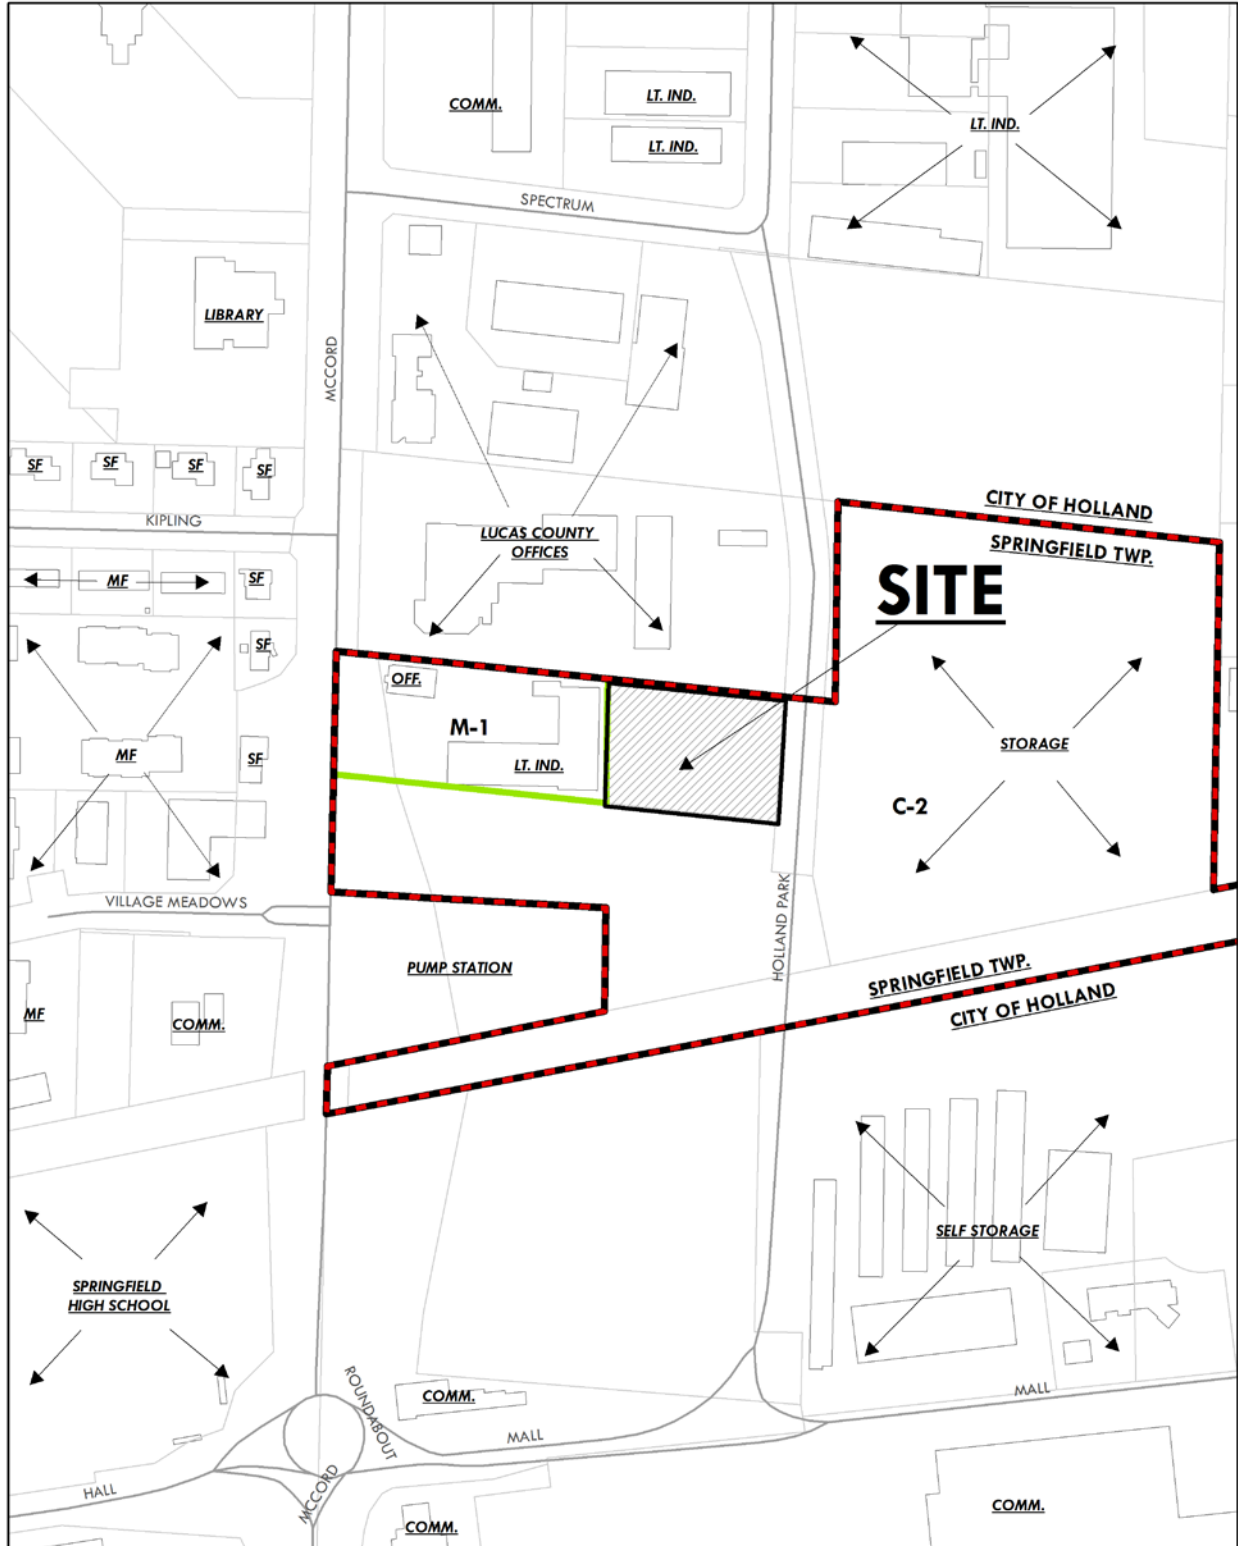 COMM.
LT. IND.
LT. IND.
LT. IND.
SPECTRUM
LIBRARY
MCCORD
SF
SF
SF
SF
KIPLING
CITY OF HOLLAND
SPRINGFIELD TWP.
LUCAS COUNTY
OFFICES
MF
SF
SITE
SF
OFF.
M-1
LT. IND.
MF
SF
STORAGE
C-2
VILLAGE MEADOWS
HOLLAND PARK
PUMP STATION
SPRINGFIELD TWP.
CITY OF HOLLAND
MF
COMM.
SELF STORAGE
SPRINGFIELD
HIGH SCHOOL
ROUNDABOUT
COMM.
MALL
MALL
HALL
MCCORD
COMM.
COMM.